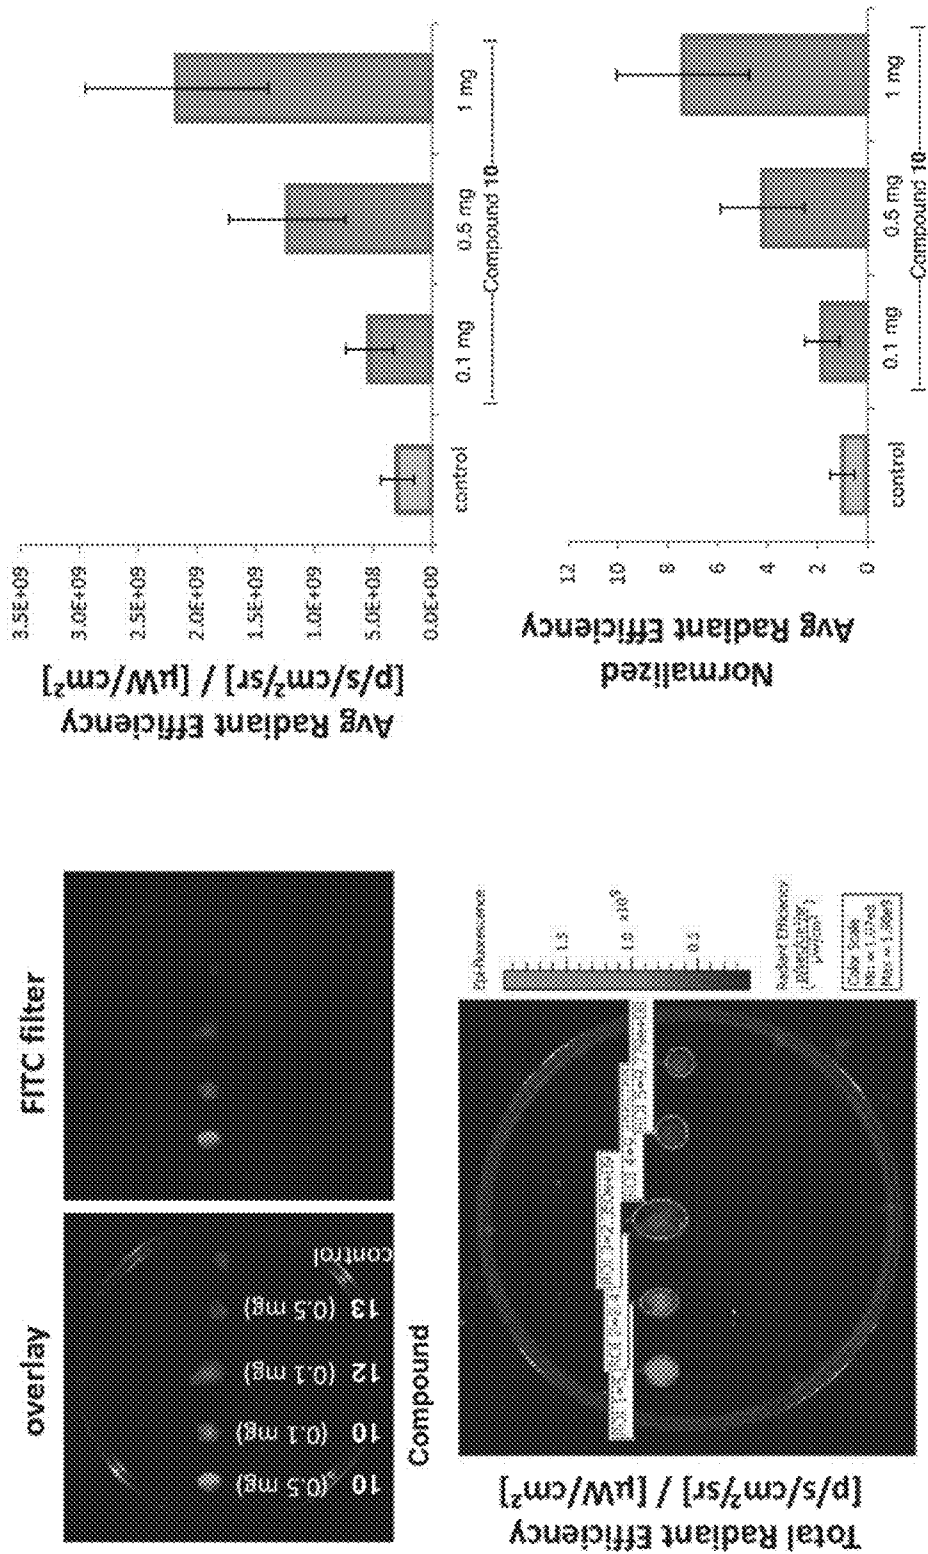 overlay
FITC filter
10 (0.5 mg)
10 (0.1 mg)
12 (0.1 mg)
13 (0.5 mg)
control
Compound
Total Radiant Efficiency
[p/s/cm²/sr] / [µW/cm²]
Epi-fluorescence
1.5
1.0 x10⁹
0.5
Radiant Efficiency
Color Scale
Avg Radiant Efficiency
[p/s/cm²/sr] / [µW/cm²]
3.5E+09
3.0E+09
2.5E+09
2.0E+09
1.5E+09
1.0E+09
5.0E+08
0.0E+00
control
0.1 mg
0.5 mg
1 mg
Compound 10
Normalized
Avg Radiant Efficiency
12
10
8
6
4
2
0
control
0.1 mg
0.5 mg
1 mg
Compound 10